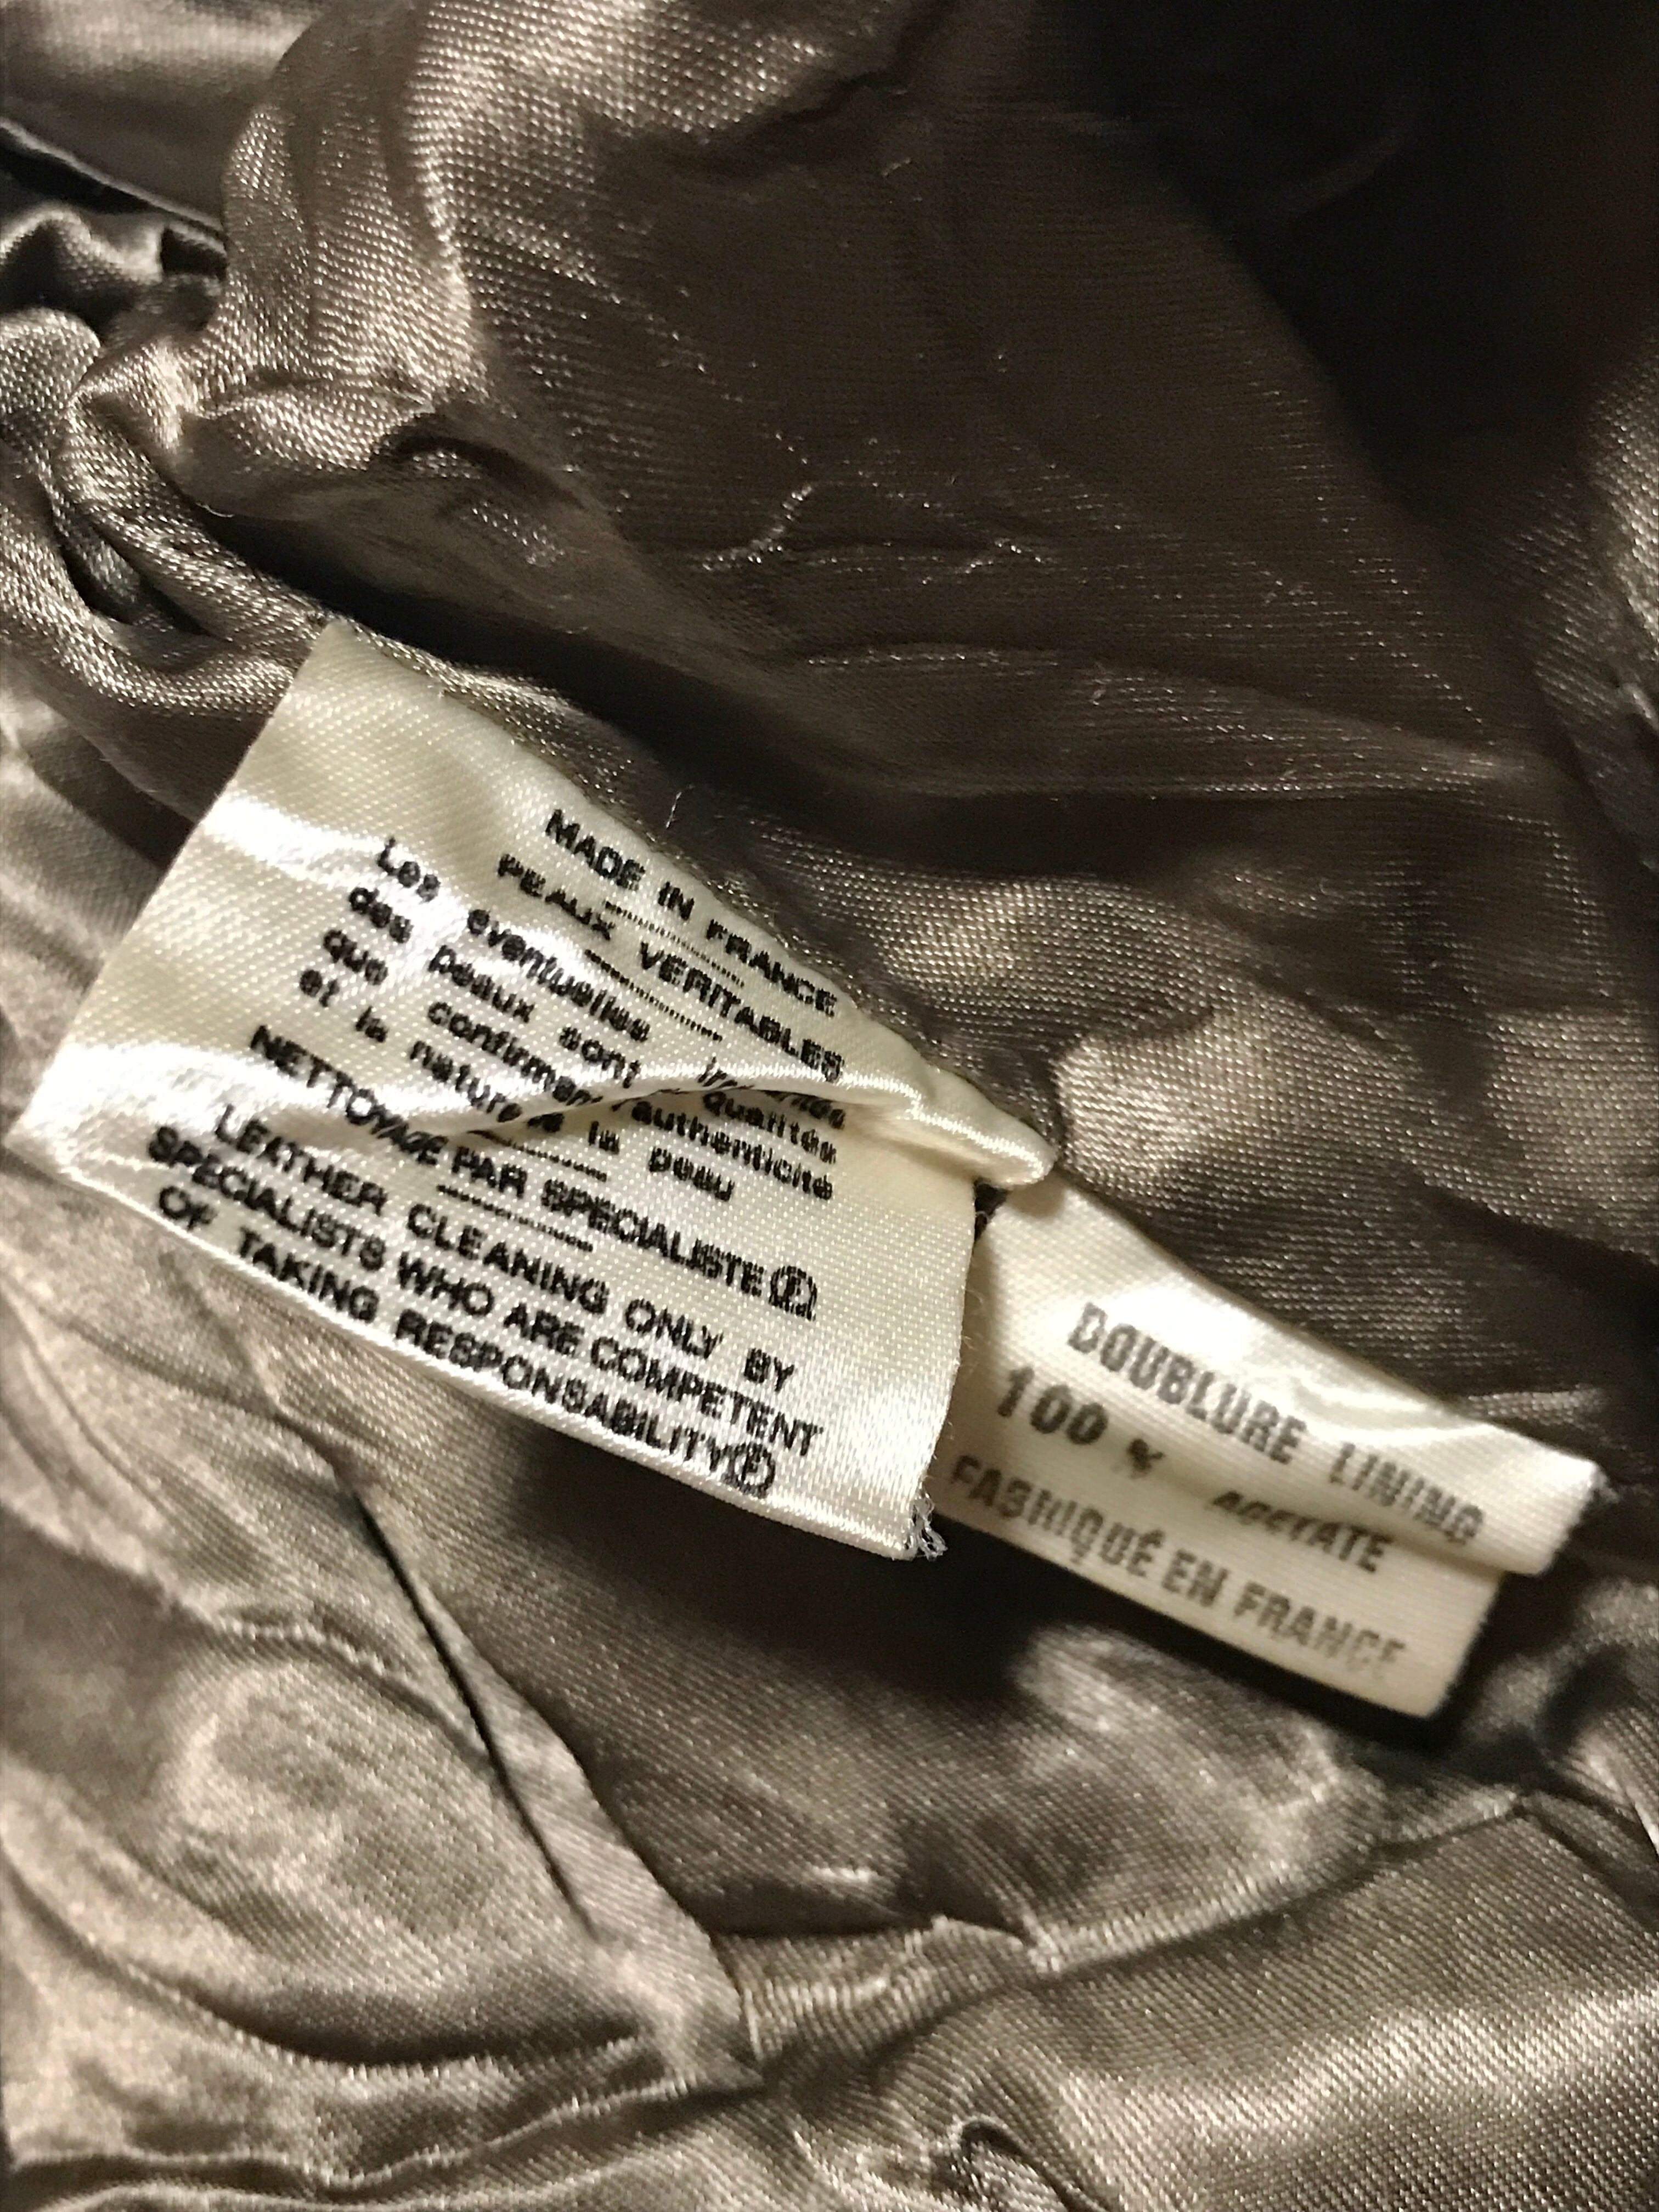 MADE IN FRANCE
PEAUX VERITABLES
Les eventuelles
des peaux sont qualités
que confirment l'authenticité
et la nature de la peau
NETTOYAGE PAR SPECIALISTE Ⓕ
LEATHER CLEANING ONLY BY
SPECIALISTS WHO ARE COMPETENT
OF TAKING RESPONSABILITY Ⓕ
DOUBLURE LINING
100 % ACETATE
FABRIQUÉ EN FRANCE